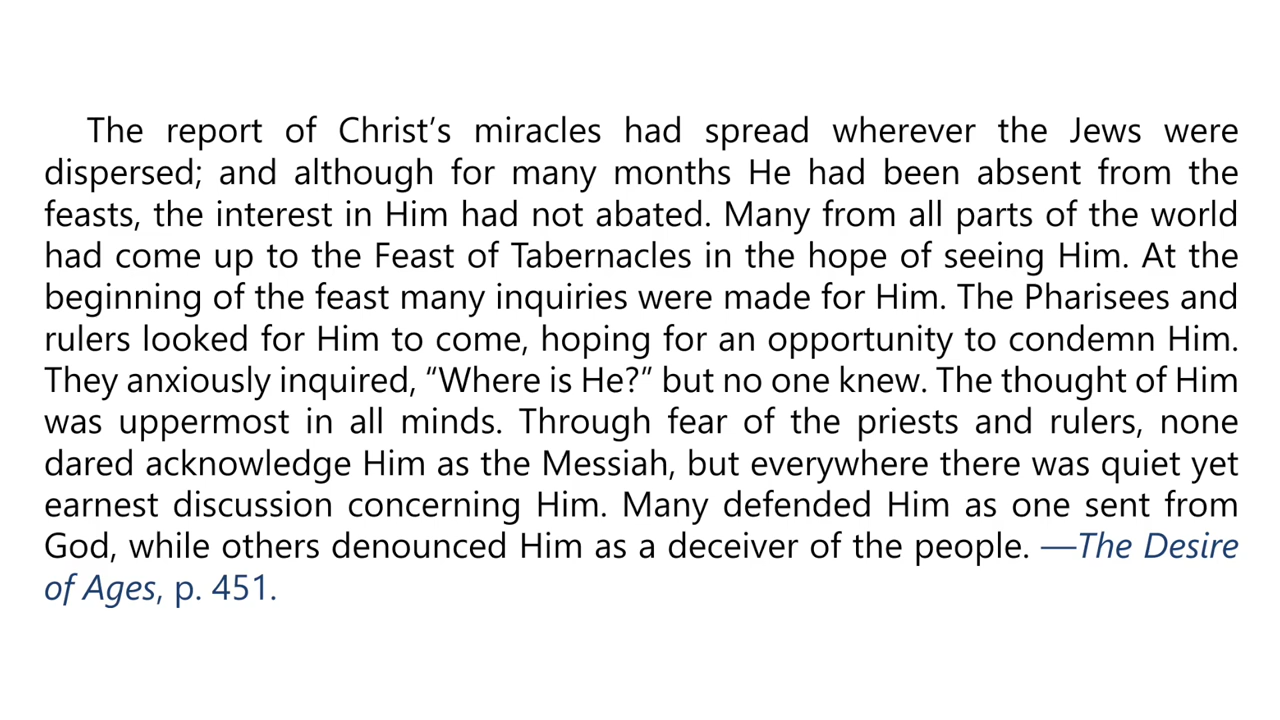 The report of Christ’s miracles had spread wherever the Jews were
dispersed; and although for many months He had been absent from the
feasts, the interest in Him had not abated. Many from all parts of the world
had come up to the Feast of Tabernacles in the hope of seeing Him. At the
beginning of the feast many inquiries were made for Him. The Pharisees and
rulers looked for Him to come, hoping for an opportunity to condemn Him.
They anxiously inquired, “Where is He?” but no one knew. The thought of Him
was uppermost in all minds. Through fear of the priests and rulers, none
dared acknowledge Him as the Messiah, but everywhere there was quiet yet
earnest discussion concerning Him. Many defended Him as one sent from
God, while others denounced Him as a deceiver of the people. —The Desire
of Ages, p. 451.